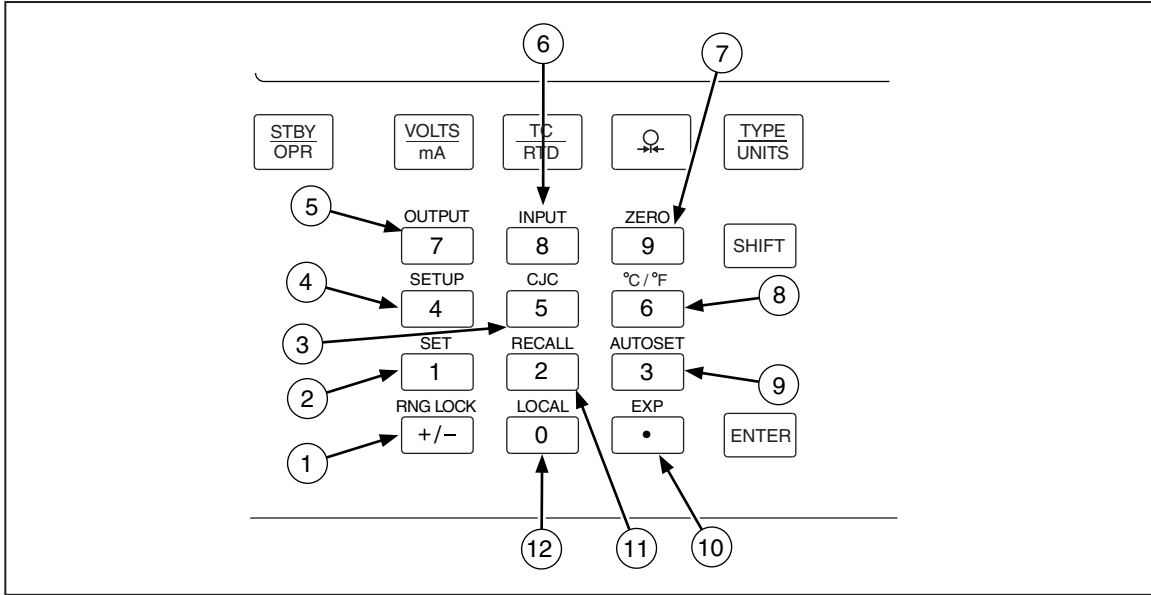 6
7
STBY
OPR
VOLTS
mA
TC
RTD
TYPE
UNITS
5
OUTPUT
INPUT
ZERO
7
8
9
SHIFT
4
SETUP
CJC
°C / °F
8
4
5
6
3
SET
RECALL
AUTOSET
2
1
2
3
9
RNG LOCK
LOCAL
EXP
1
+/−
0
•
ENTER
12
11
10